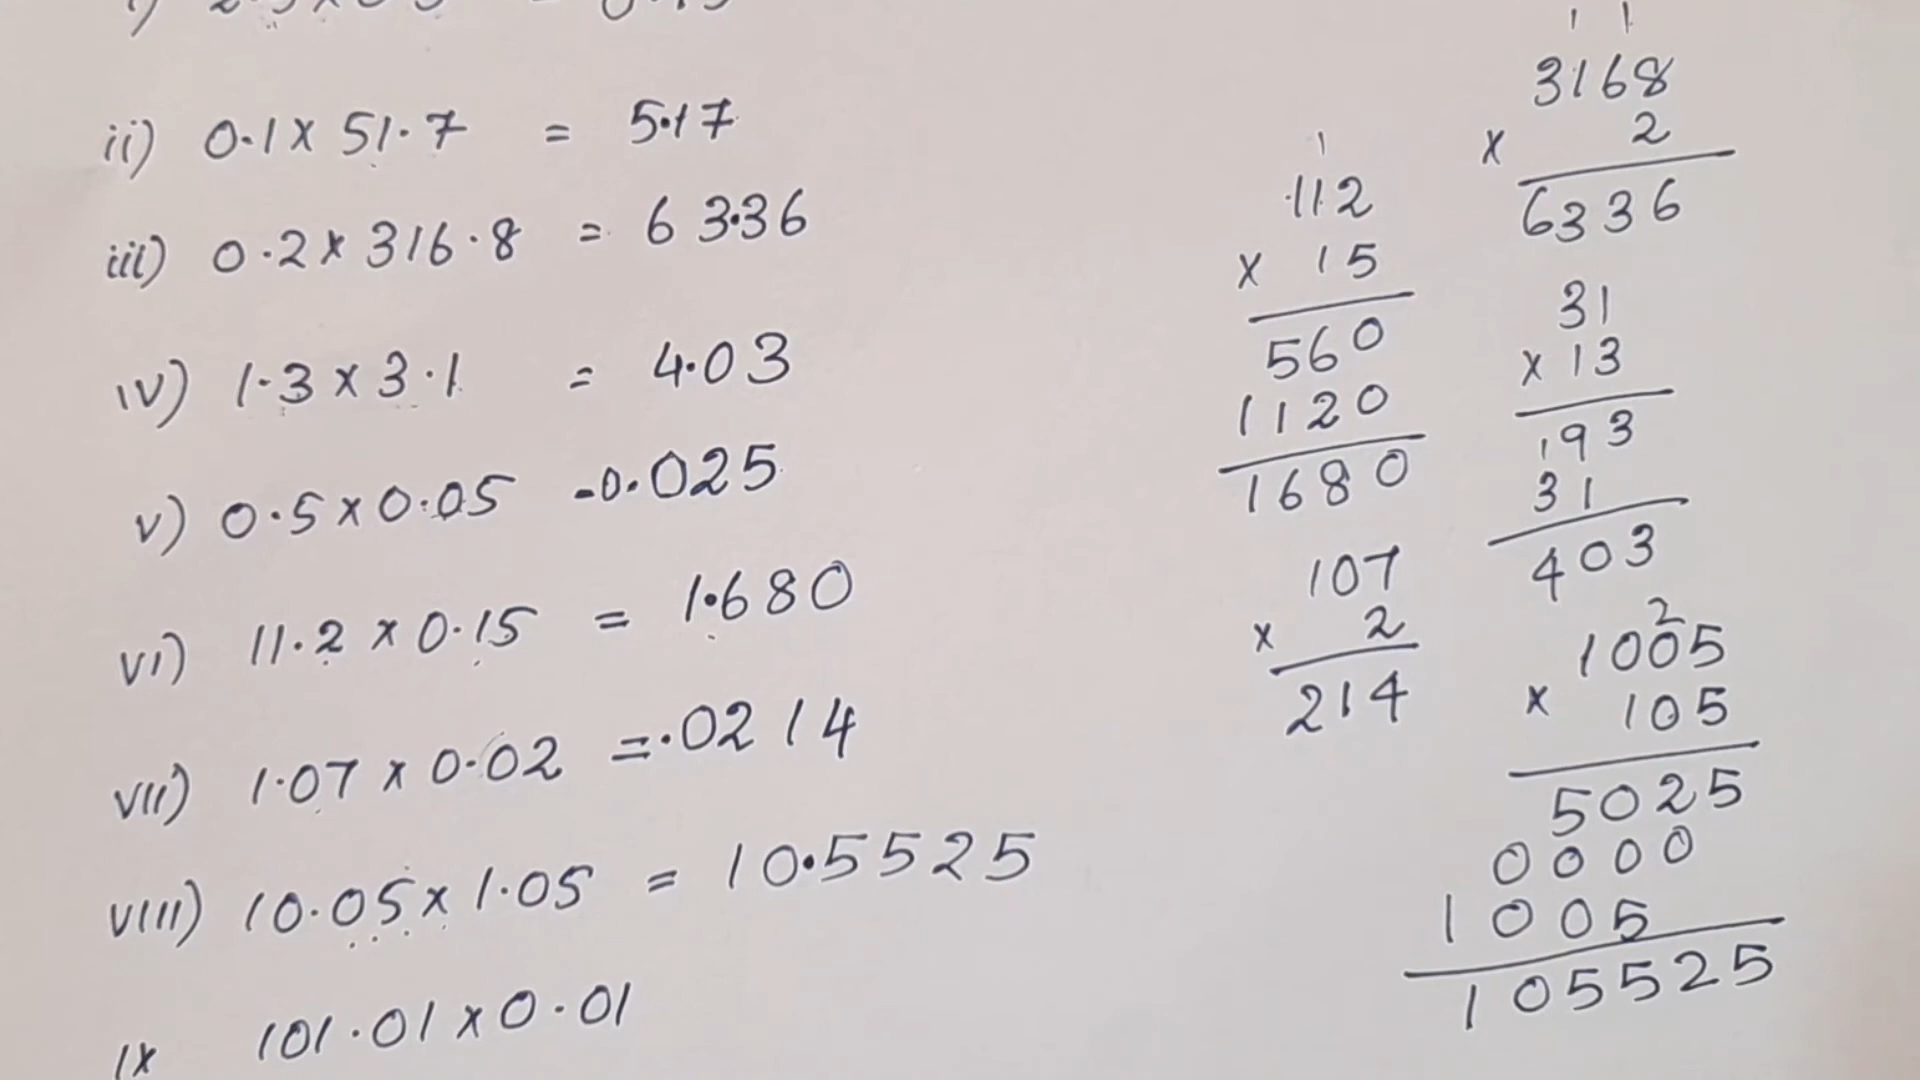 ii) 0.1 x 51.7 = 5.17
iii) 0.2 x 316.8 = 63.36
iv) 1.3 x 3.1 = 4.03
v) 0.5 x 0.05 - 0.025
vi) 11.2 x 0.15 = 1.680
vii) 1.07 x 0.02 = .0214
viii) 10.05 x 1.05 = 10.5525
ix 101.01 x 0.01
1
112
x 15
560
1120
1680
107
x 2
214
1 1
3168
x 2
6336
31
x 13
193
31
403
2
1005
x 105
5025
0000
1005
105525